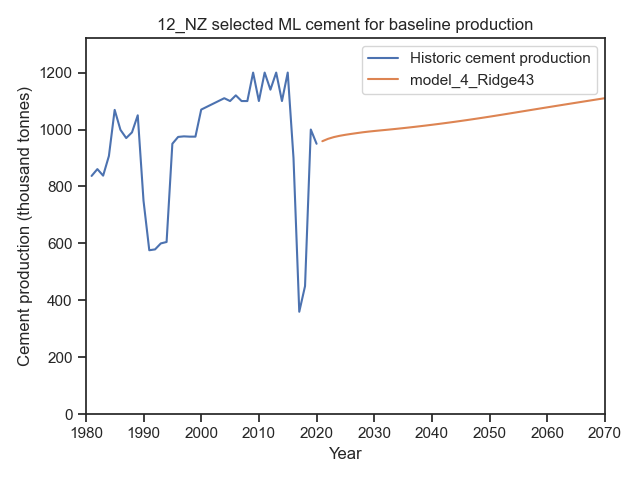 12_NZ selected ML cement for baseline production
Historic cement production
model_4_Ridge43
Cement production (thousand tonnes)
1200
1000
800
600
400
200
0
1980 1990 2000 2010 2020 2030 2040 2050 2060 2070
Year